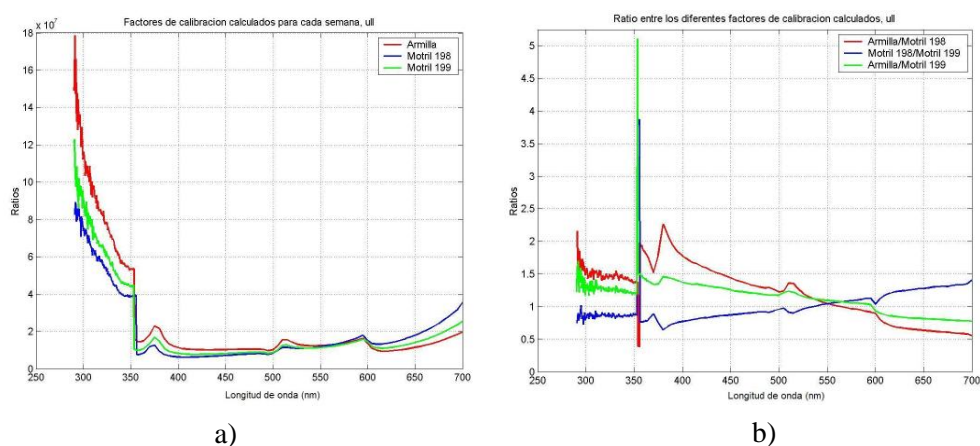 Factores de calibracion calculados para cada semana, ull
x 10^7
18
16
14
12
10
8
6
4
2
0
Ratios
250 300 350 400 450 500 550 600 650 700
Longitud de onda (nm)
Armilla
Motril 198
Motril 199
a)
Ratio entre los diferentes factores de calibracion calculados, ull
5
4.5
4
3.5
3
2.5
2
1.5
1
0.5
0
Ratios
250 300 350 400 450 500 550 600 650 700
Longitud de onda (nm)
Armilla/Motril 198
Motril 198/Motril 199
Armilla/Motril 199
b)